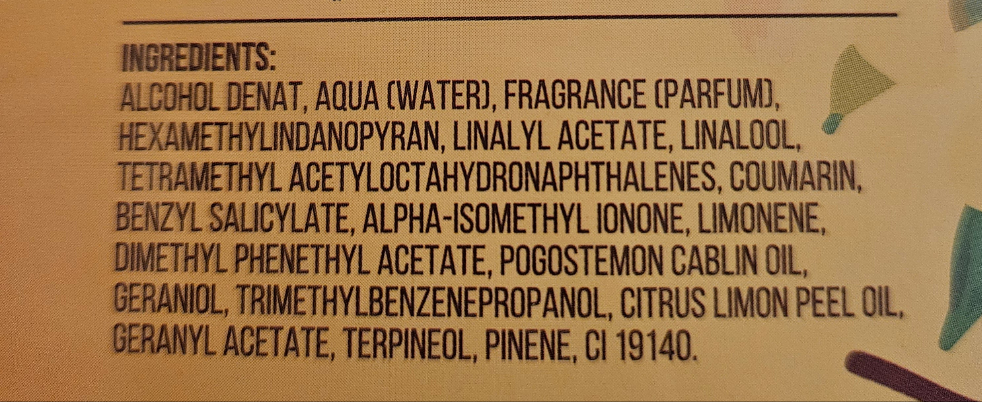 INGREDIENTS:
ALCOHOL DENAT, AQUA (WATER), FRAGRANCE (PARFUM),
HEXAMETHYLINDANOPYRAN, LINALYL ACETATE, LINALOOL,
TETRAMETHYL ACETYLOCTAHYDRONAPHTHALENES, COUMARIN,
BENZYL SALICYLATE, ALPHA-ISOMETHYL IONONE, LIMONENE,
DIMETHYL PHENETHYL ACETATE, POGOSTEMON CABLIN OIL,
GERANIOL, TRIMETHYLBENZENEPROPANOL, CITRUS LIMON PEEL OIL,
GERANYL ACETATE, TERPINEOL, PINENE, CI 19140.